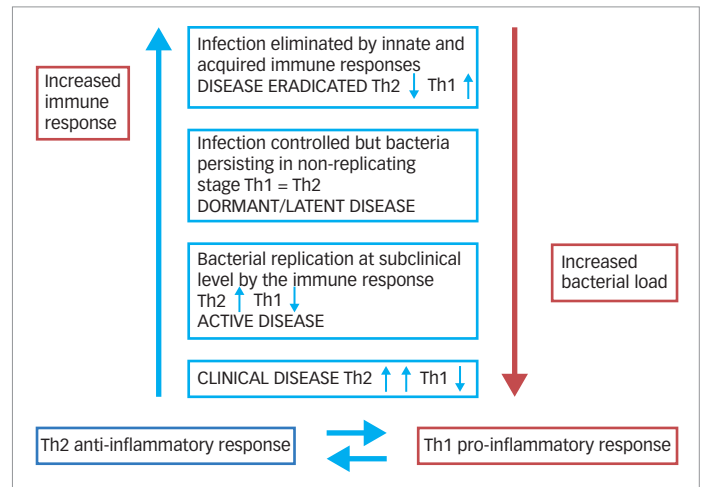 Infection eliminated by innate and
acquired immune responses
DISEASE ERADICATED Th2 ↓ Th1 ↑
Increased
immune
response
Infection controlled but bacteria
persisting in non-replicating
stage Th1 = Th2
DORMANT/LATENT DISEASE
Bacterial replication at subclinical
level by the immune response
Th2 ↑ Th1 ↓
ACTIVE DISEASE
Increased
bacterial load
CLINICAL DISEASE Th2 ↑ ↑ Th1 ↓
Th2 anti-inflammatory response
Th1 pro-inflammatory response